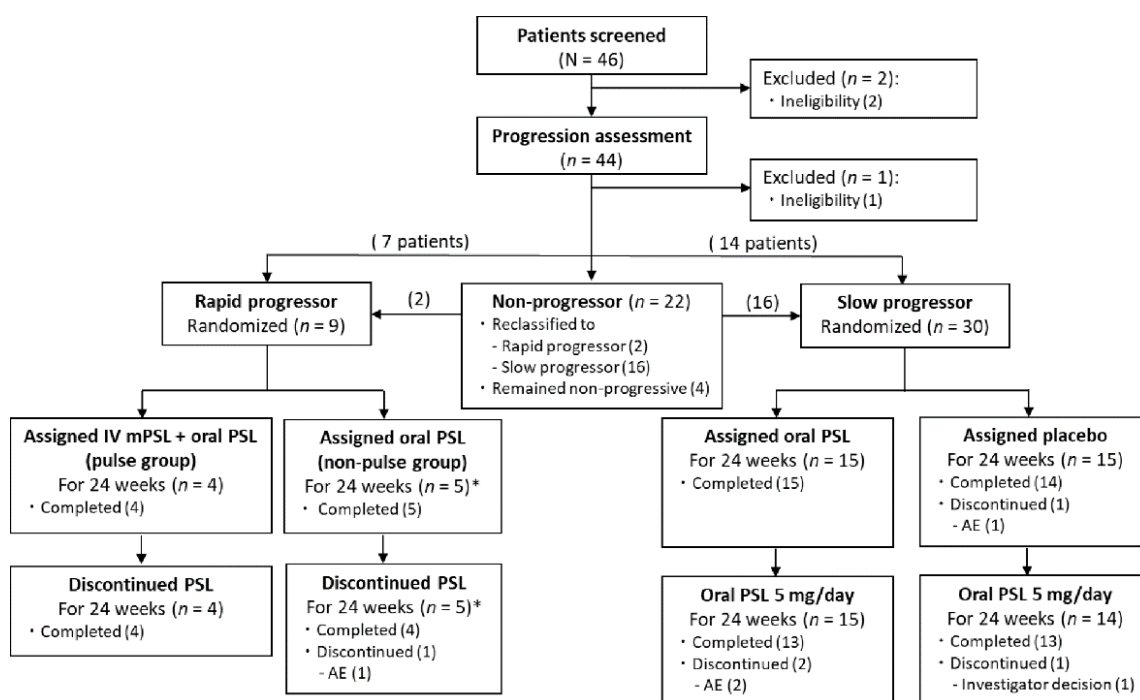 Patients screened
(N = 46)
Excluded (n = 2):
・Ineligibility (2)
Progression assessment
(n = 44)
Excluded (n = 1):
・Ineligibility (1)
( 7 patients)
( 14 patients)
Rapid progressor
Randomized (n = 9)
(2)
Non-progressor (n = 22)
・Reclassified to
- Rapid progressor (2)
- Slow progressor (16)
・Remained non-progressive (4)
(16)
Slow progressor
Randomized (n = 30)
Assigned IV mPSL + oral PSL
(pulse group)
For 24 weeks (n = 4)
・Completed (4)
Assigned oral PSL
(non-pulse group)
For 24 weeks (n = 5)*
・Completed (5)
Assigned oral PSL
For 24 weeks (n = 15)
・Completed (15)
Assigned placebo
For 24 weeks (n = 15)
・Completed (14)
・Discontinued (1)
- AE (1)
Discontinued PSL
For 24 weeks (n = 4)
・Completed (4)
Discontinued PSL
For 24 weeks (n = 5)*
・Completed (4)
・Discontinued (1)
- AE (1)
Oral PSL 5 mg/day
For 24 weeks (n = 15)
・Completed (13)
・Discontinued (2)
- AE (2)
Oral PSL 5 mg/day
For 24 weeks (n = 14)
・Completed (13)
・Discontinued (1)
- Investigator decision (1)